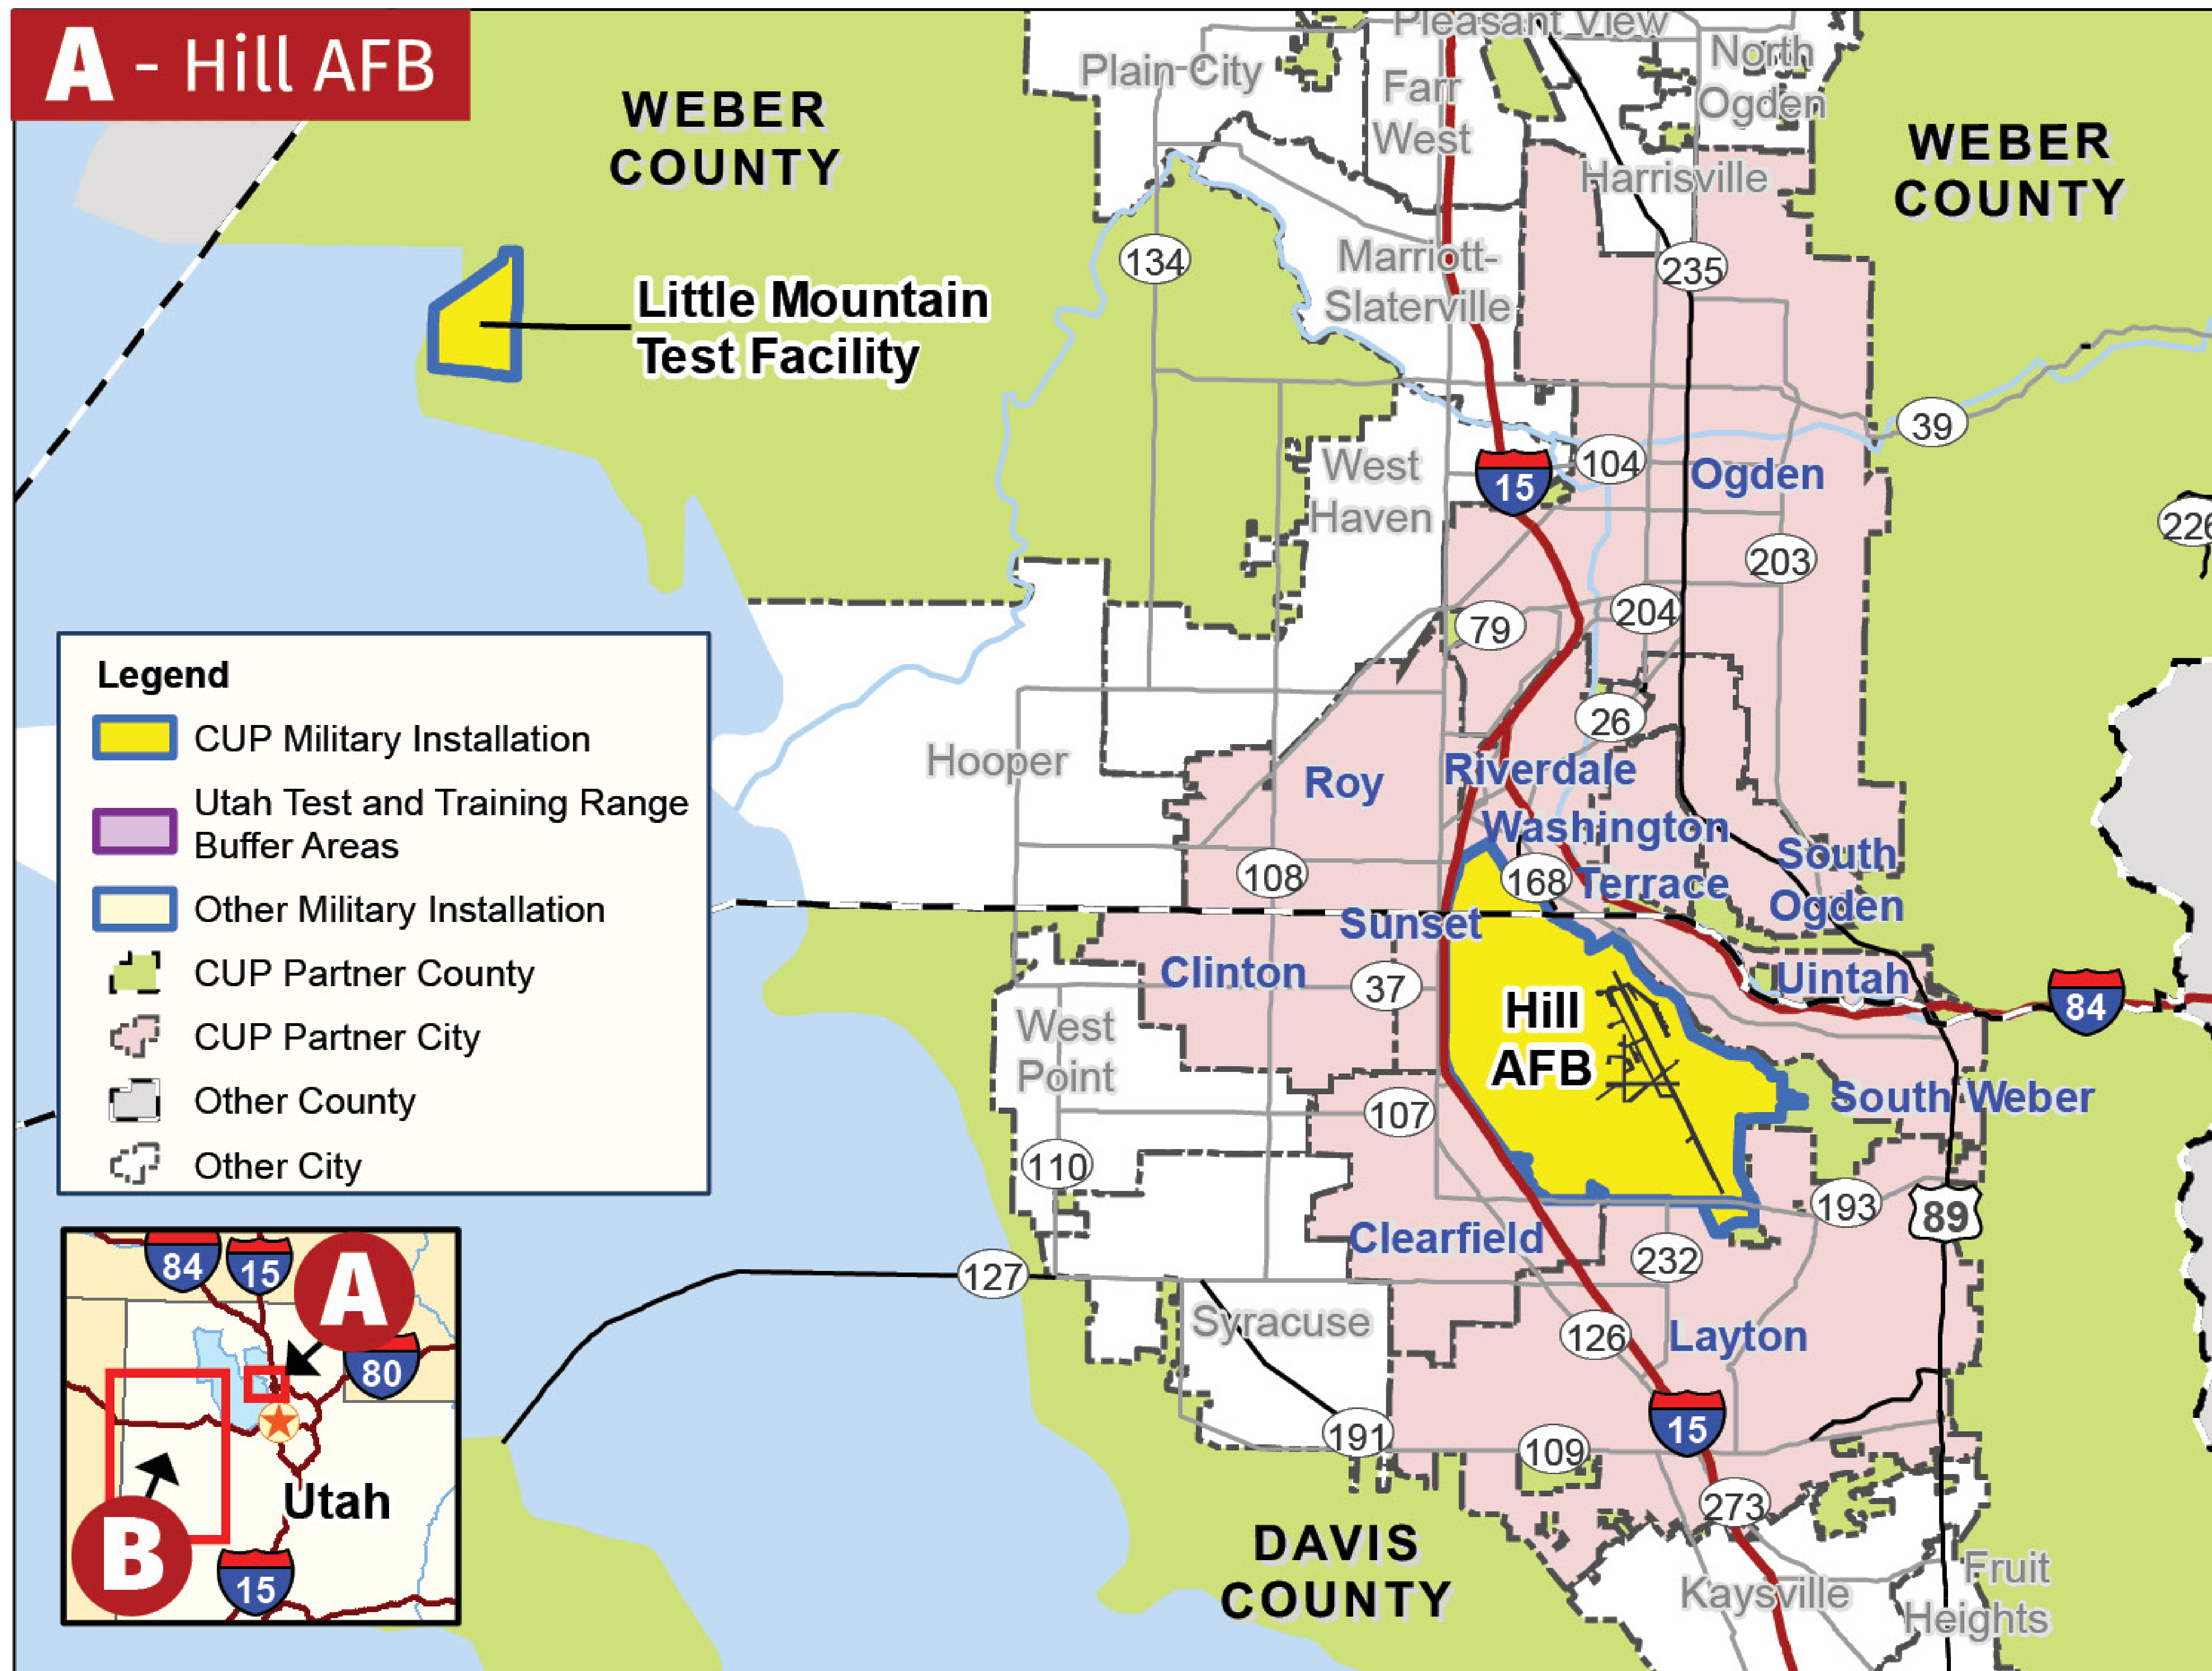 A - Hill AFB
Pleasant View
Plain City
Farr
West
North
Ogden
WEBER
COUNTY
WEBER
COUNTY
Harrisville
134
Marriott-
Slaterville
235
Little Mountain
Test Facility
39
West
Haven
15
104
Ogden
226
203
79
204
26
Hooper
Roy
Riverdale
Washington
Terrace
South
Ogden
108
168
Sunset
Clinton
37
Uintah
84
West
Point
Hill
AFB
107
South Weber
110
193
89
Clearfield
232
127
Syracuse
126
Layton
191
109
15
273
DAVIS
COUNTY
Kaysville
Fruit
Heights
Legend
CUP Military Installation
Utah Test and Training Range
Buffer Areas
Other Military Installation
CUP Partner County
CUP Partner City
Other County
Other City
84
15
A
80
Utah
B
15